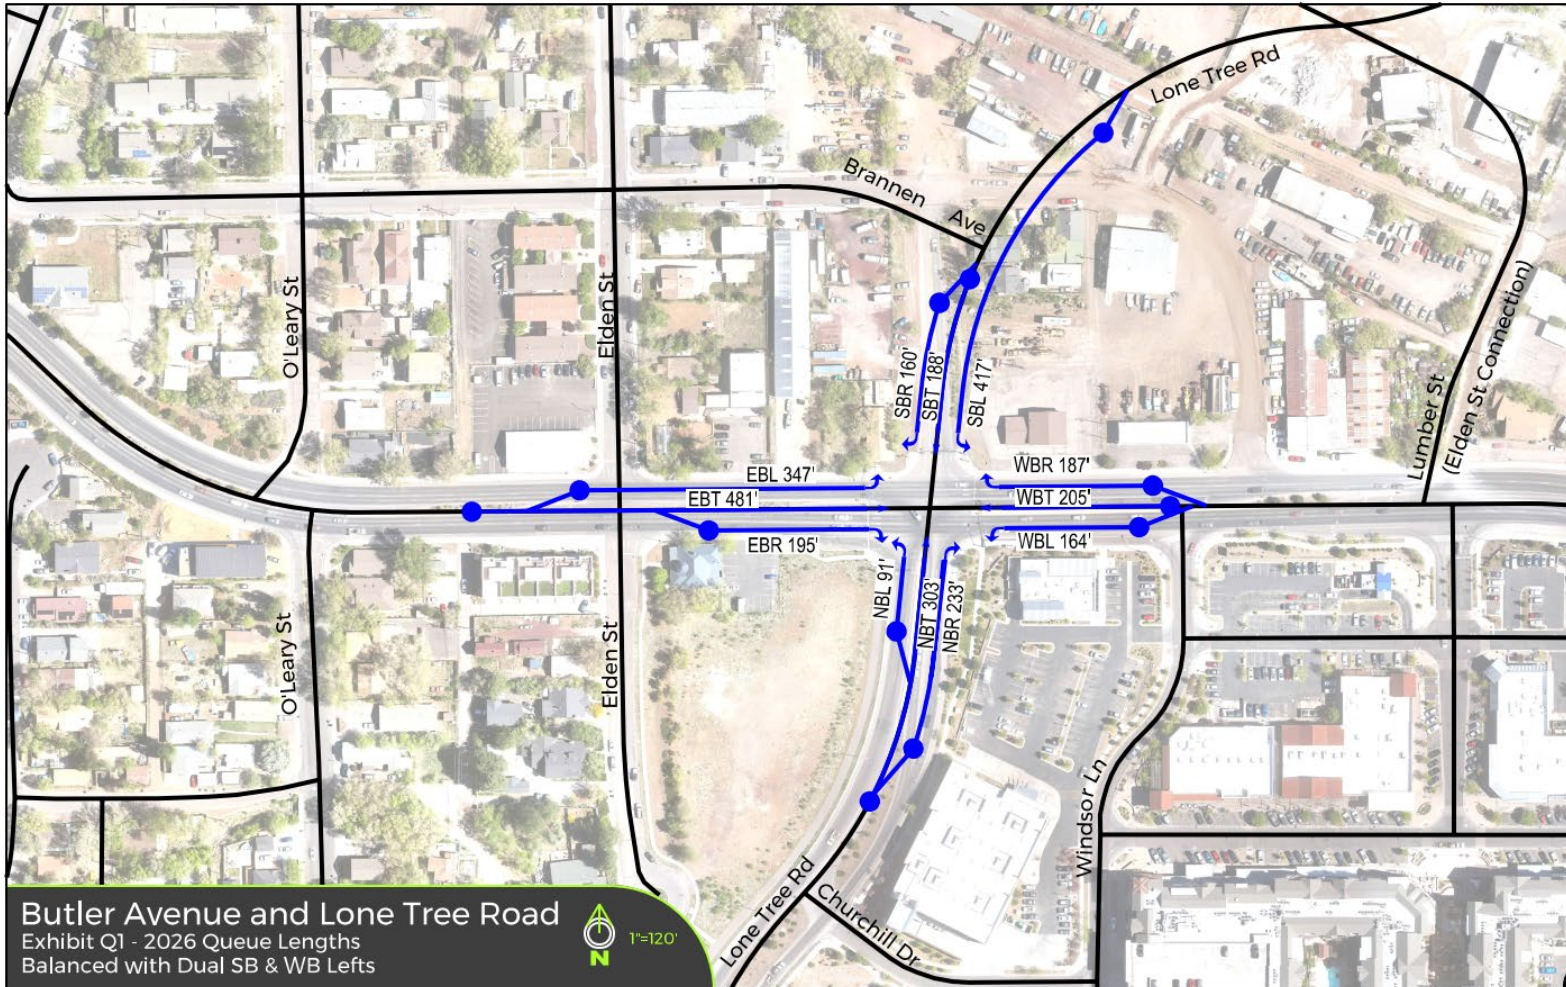 Lone Tree Rd
Brannen Ave
O'Leary St
Elden St
Lumber St
(Elden St Connection)
SBR 160'
SBT 188'
SBL 417'
EBL 347'
EBT 481'
EBR 195'
WBR 187'
WBT 205'
WBL 164'
NBL 91'
NBT 303'
NBR 233'
O'Leary St
Elden St
Windsor Ln
Lone Tree Rd
Churchill Dr
Butler Avenue and Lone Tree Road
Exhibit Q1 - 2026 Queue Lengths
Balanced with Dual SB & WB Lefts
N
1"=120'